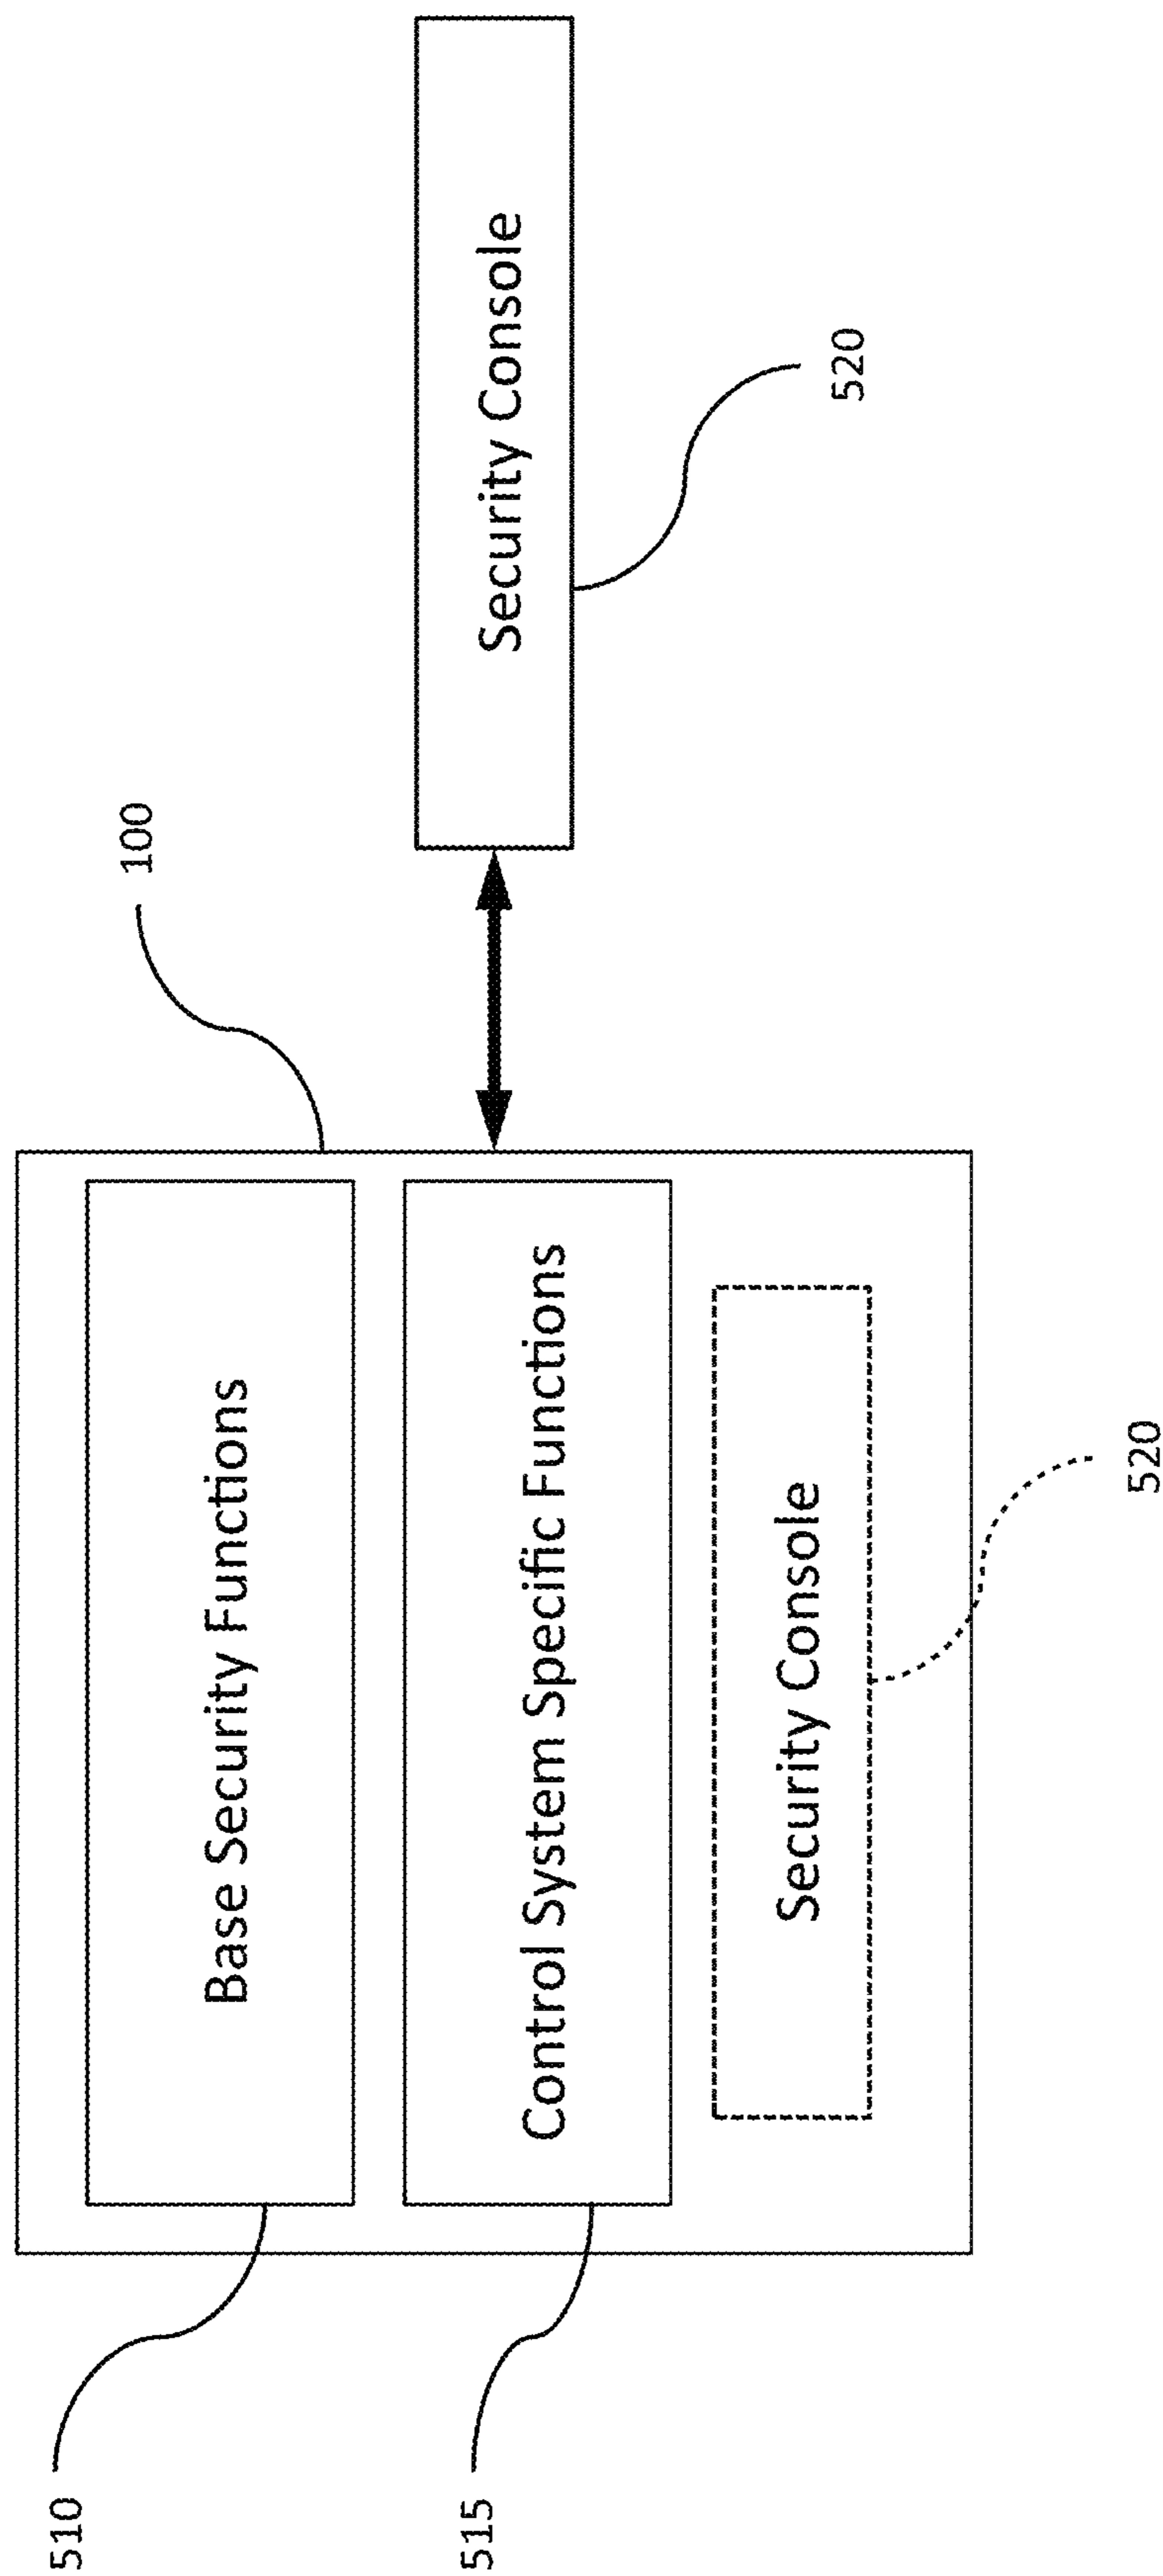 100
Base Security Functions
510
Control System Specific Functions
515
Security Console
520
Security Console
520